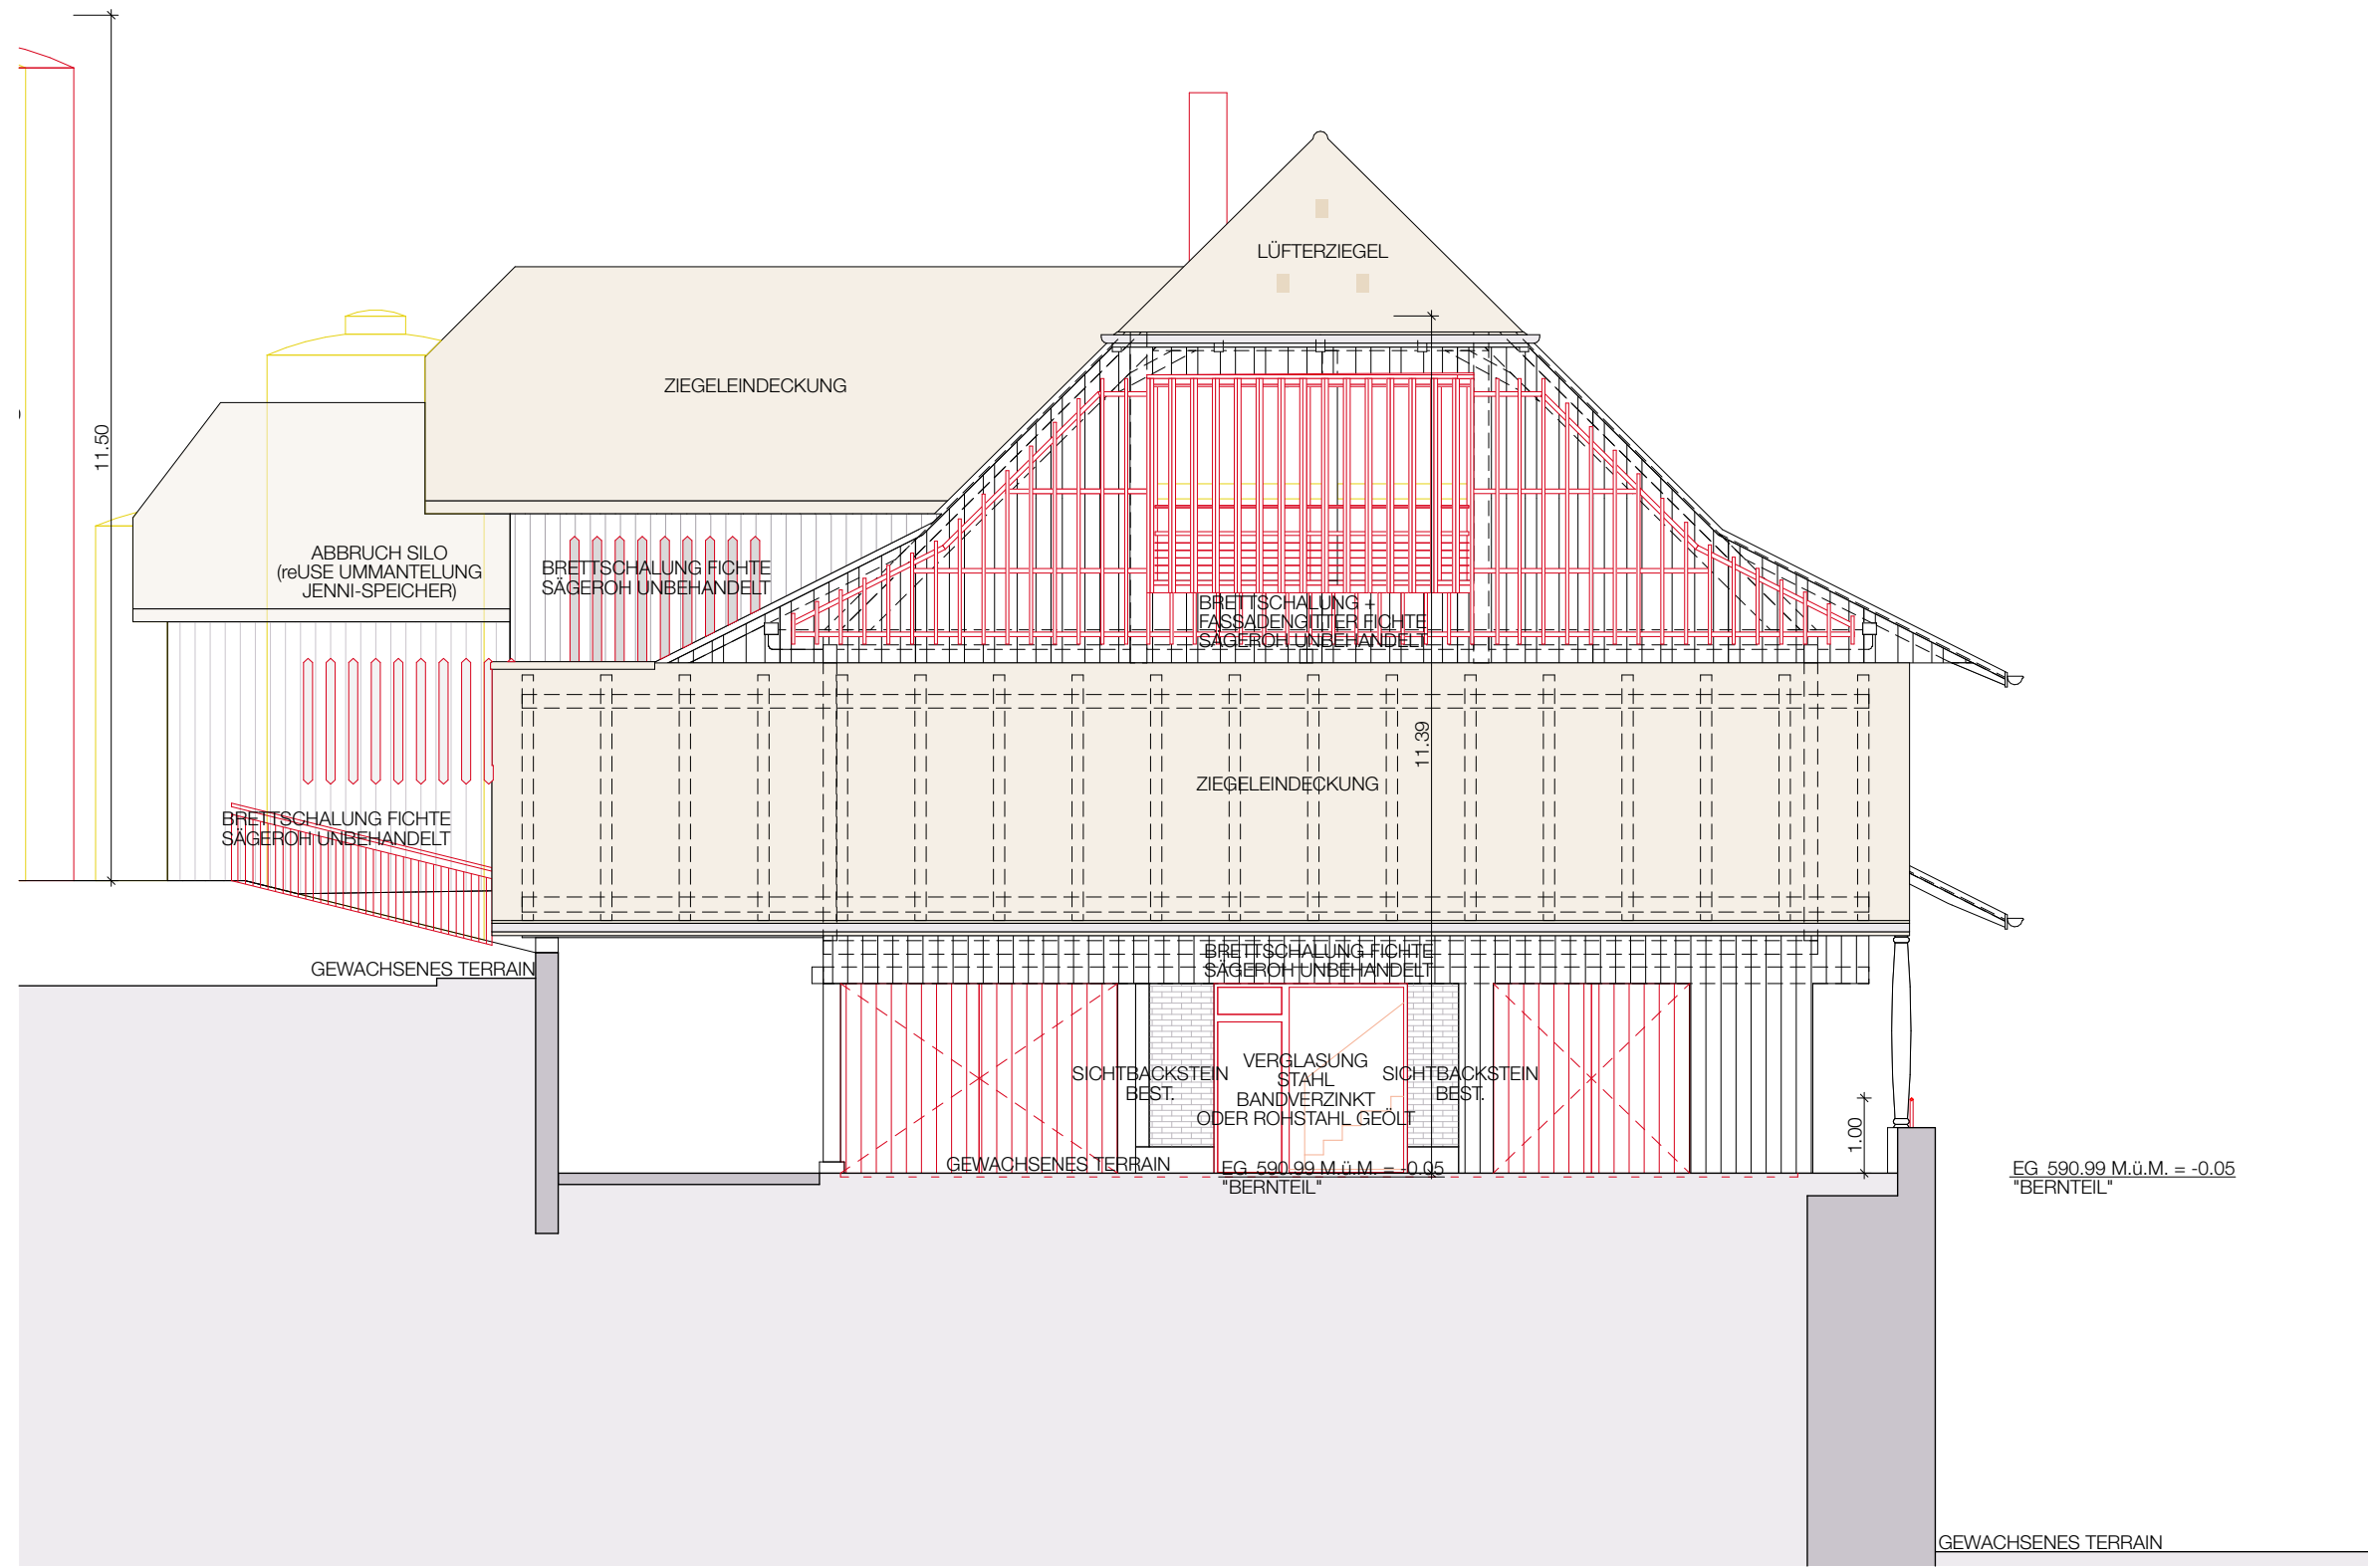 LÜFTERZIEGEL
ZIEGELEINDECKUNG
11.50
ABBRUCH SILO
(reUSE UMMANTELUNG
JENNI-SPEICHER)
BRETTSCHALUNG FICHTE
SÄGEROH UNBEHANDELT
BRETTSCHALUNG +
FASSADENGITTER FICHTE
SÄGEROH UNBEHANDELT
11.39
ZIEGELEINDECKUNG
BRETTSCHALUNG FICHTE
SÄGEROH UNBEHANDELT
GEWACHSENES TERRAIN
BRETTSCHALUNG FICHTE
SÄGEROH UNBEHANDELT
SICHTBACKSTEIN
BEST.
VERGLASUNG
STAHL
BANDVERZINKT
ODER ROHSTAHL GEÖLT
SICHTBACKSTEIN
BEST.
1.00
GEWACHSENES TERRAIN
EG 590.99 M.ü.M. = -0.05
"BERNTEIL"
EG 590.99 M.ü.M. = -0.05
"BERNTEIL"
GEWACHSENES TERRAIN